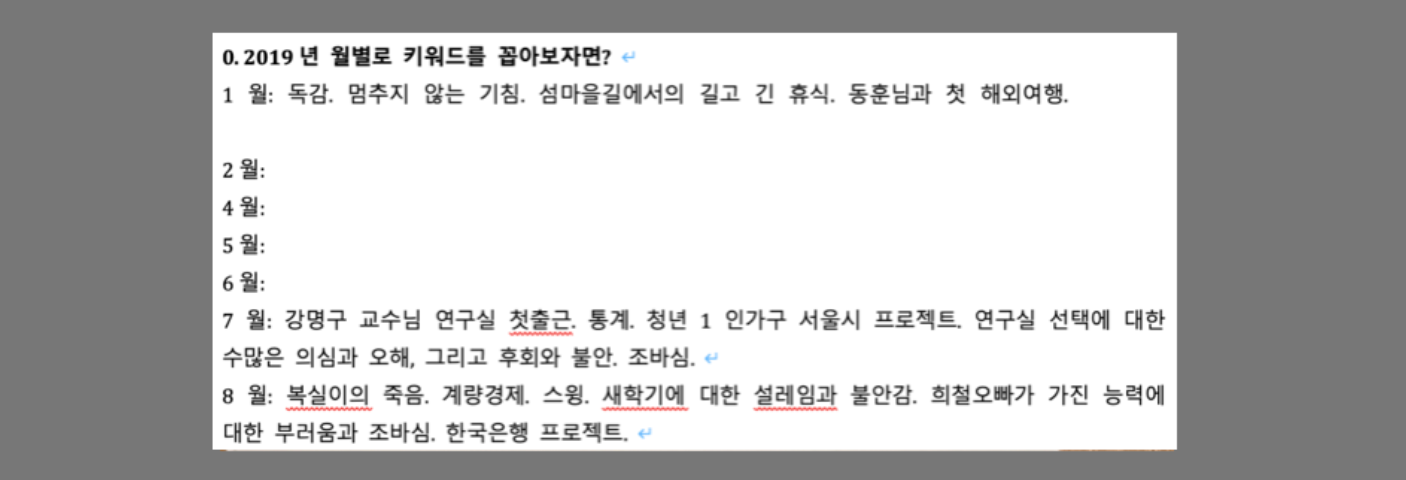 0. 2019년 월별로 키워드를 꼽아보자면?
1 월: 독감. 멈추지 않는 기침. 섬마을길에서의 길고 긴 휴식. 동훈님과 첫 해외여행.
2월:
4월:
5월:
6월:
7 월: 강명구 교수님 연구실 첫출근. 통계. 청년 1 인가구 서울시 프로젝트. 연구실 선택에 대한
수많은 의심과 오해, 그리고 후회와 불안. 조바심.
8 월: 복실이의 죽음. 계량경제. 스윙. 새학기에 대한 설레임과 불안감. 희철오빠가 가진 능력에
대한 부러움과 조바심. 한국은행 프로젝트.